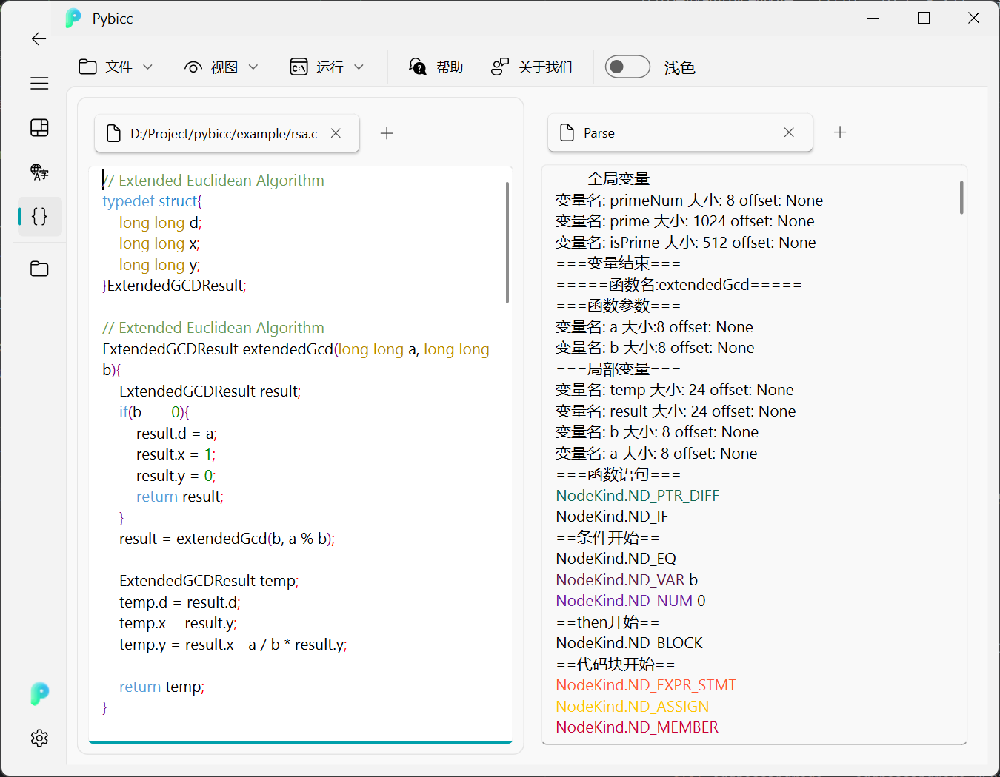 Pybicc
文件
视图
运行
帮助
关于我们
浅色
D:/Project/pybicc/example/rsa.c
// Extended Euclidean Algorithm
typedef struct{
long long d;
long long x;
long long y;
}ExtendedGCDResult;
// Extended Euclidean Algorithm
ExtendedGCDResult extendedGcd(long long a, long long
b){
ExtendedGCDResult result;
if(b == 0){
result.d = a;
result.x = 1;
result.y = 0;
return result;
}
result = extendedGcd(b, a % b);
ExtendedGCDResult temp;
temp.d = result.d;
temp.x = result.y;
temp.y = result.x - a / b * result.y;
return temp;
}
Parse
===全局变量===
变量名: primeNum 大小: 8 offset: None
变量名: prime 大小: 1024 offset: None
变量名: isPrime 大小: 512 offset: None
===变量结束===
=====函数名:extendedGcd=====
===函数参数===
变量名: a 大小:8 offset: None
变量名: b 大小:8 offset: None
===局部变量===
变量名: temp 大小: 24 offset: None
变量名: result 大小: 24 offset: None
变量名: b 大小: 8 offset: None
变量名: a 大小: 8 offset: None
===函数语句===
NodeKind.ND_PTR_DIFF
NodeKind.ND_IF
==条件开始==
NodeKind.ND_EQ
NodeKind.ND_VAR b
NodeKind.ND_NUM 0
==then开始==
NodeKind.ND_BLOCK
==代码块开始==
NodeKind.ND_EXPR_STMT
NodeKind.ND_ASSIGN
NodeKind.ND_MEMBER